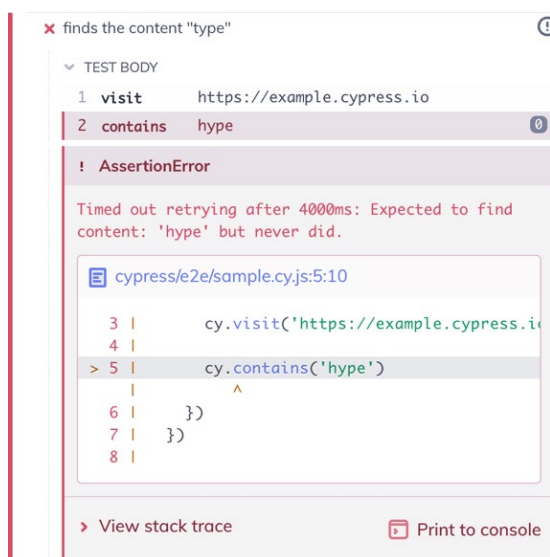 finds the content "type"
TEST BODY
1 visit https://example.cypress.io
2 contains hype 0
! AssertionError
Timed out retrying after 4000ms: Expected to find
content: 'hype' but never did.
cypress/e2e/sample.cy.js:5:10
3 | cy.visit('https://example.cypress.i
4 |
> 5 | cy.contains('hype')
| ^
6 | })
7 | })
8 |
View stack trace
Print to console